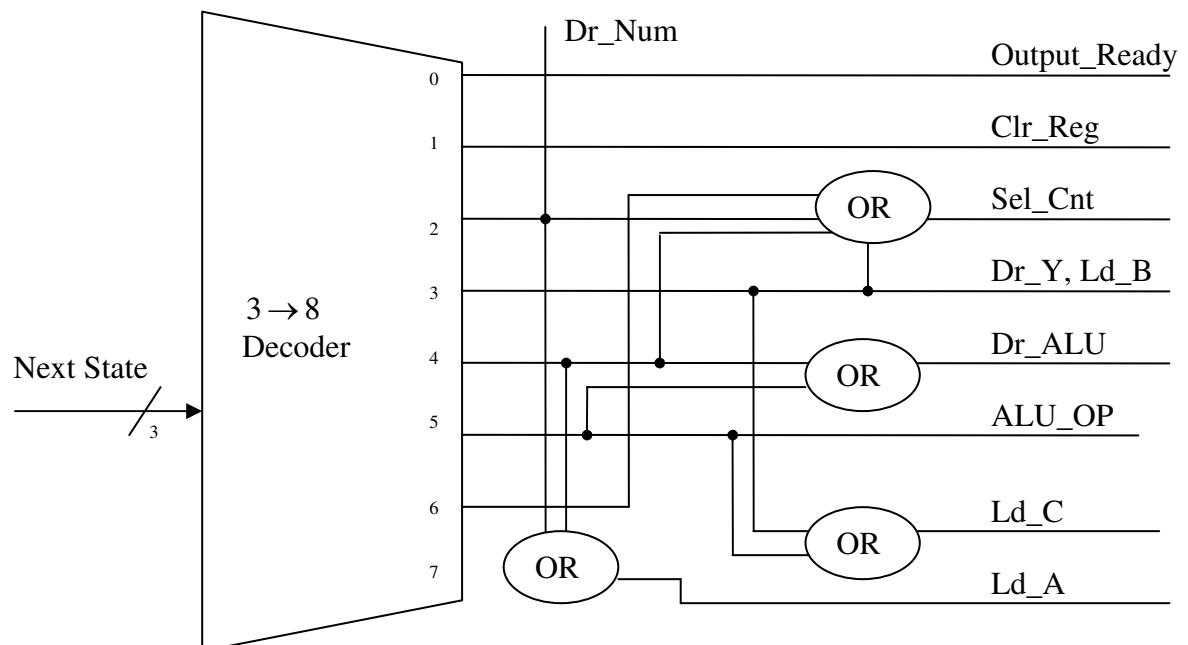 Dr_Num
Output_Ready
0
Clr_Reg
1
Sel_Cnt
OR
2
Dr_Y, Ld_B
3
3 → 8
Decoder
Dr_ALU
4
OR
Next State
3
ALU_OP
5
Ld_C
6
OR
OR
7
Ld_A